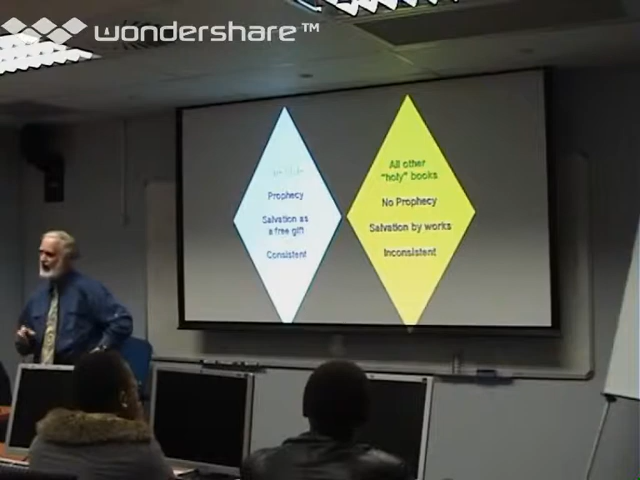 wondershare™
Prophecy
Salvation as
a free gift
Consistent
All other
"holy" books
No Prophecy
Salvation by works
Inconsistent